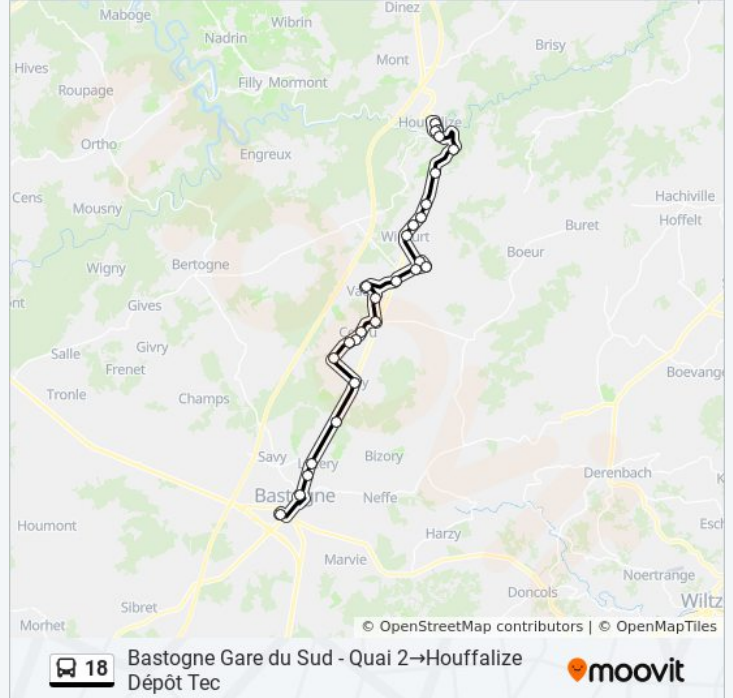 Dinez
Maboge
Wibrin
Nadrin
Brisy
Mont
Hives
Filly Mormont
Roupage
Ortho
Engreux
Hachiville
Cens
Mousny
Buret
Hoffelt
Boeur
Wigny
Bertogne
Gives
Givry
Salle
Frenet
Boevang
Tronle
Champs
Savy
Bizory
Derenbach
Bastogne
Neffe
Houmont
Harzy
Marvie
Noertrange
Doncols
Sibret
Wiltz
Morhet
© OpenStreetMap contributors | © OpenMapTiles
18
Bastogne Gare du Sud - Quai 2→Houffalize
Dépôt Tec
moovit